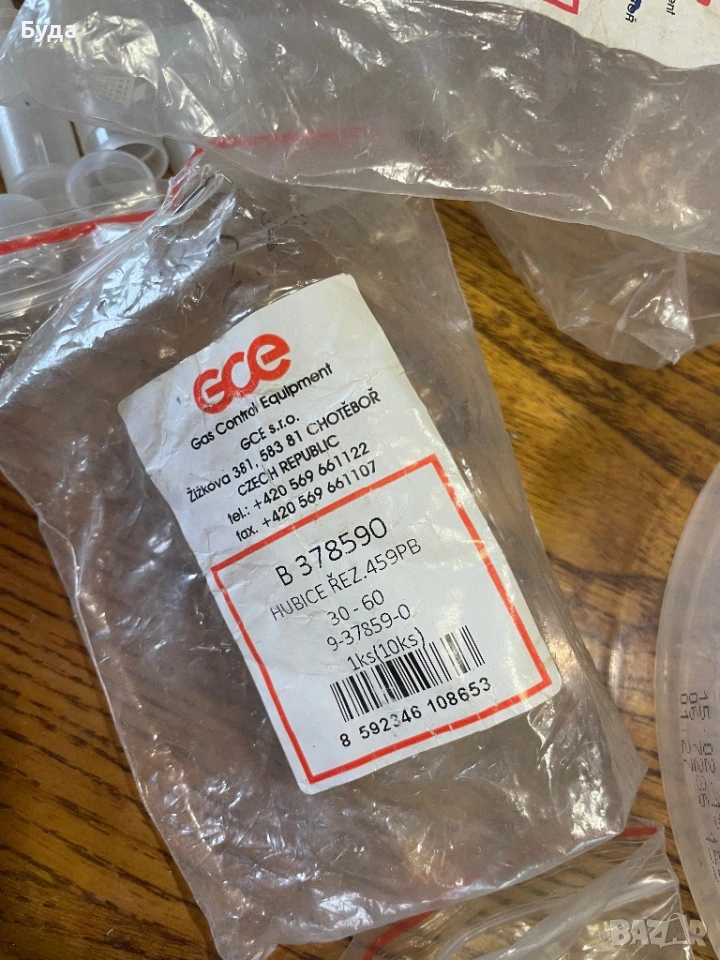 Буда
GCE
Gas Control Equipment
GCE s.r.o.
Žižkova 381, 583 81 CHOTĚBOŘ
CZECH REPUBLIC
tel.: +420 569 661122
fax. +420 569 661107
B 378590
HUBICE ŘEZ.459PB
30 - 60
9-37859-0
1ks(10ks)
8 592346 108653
BAZAR